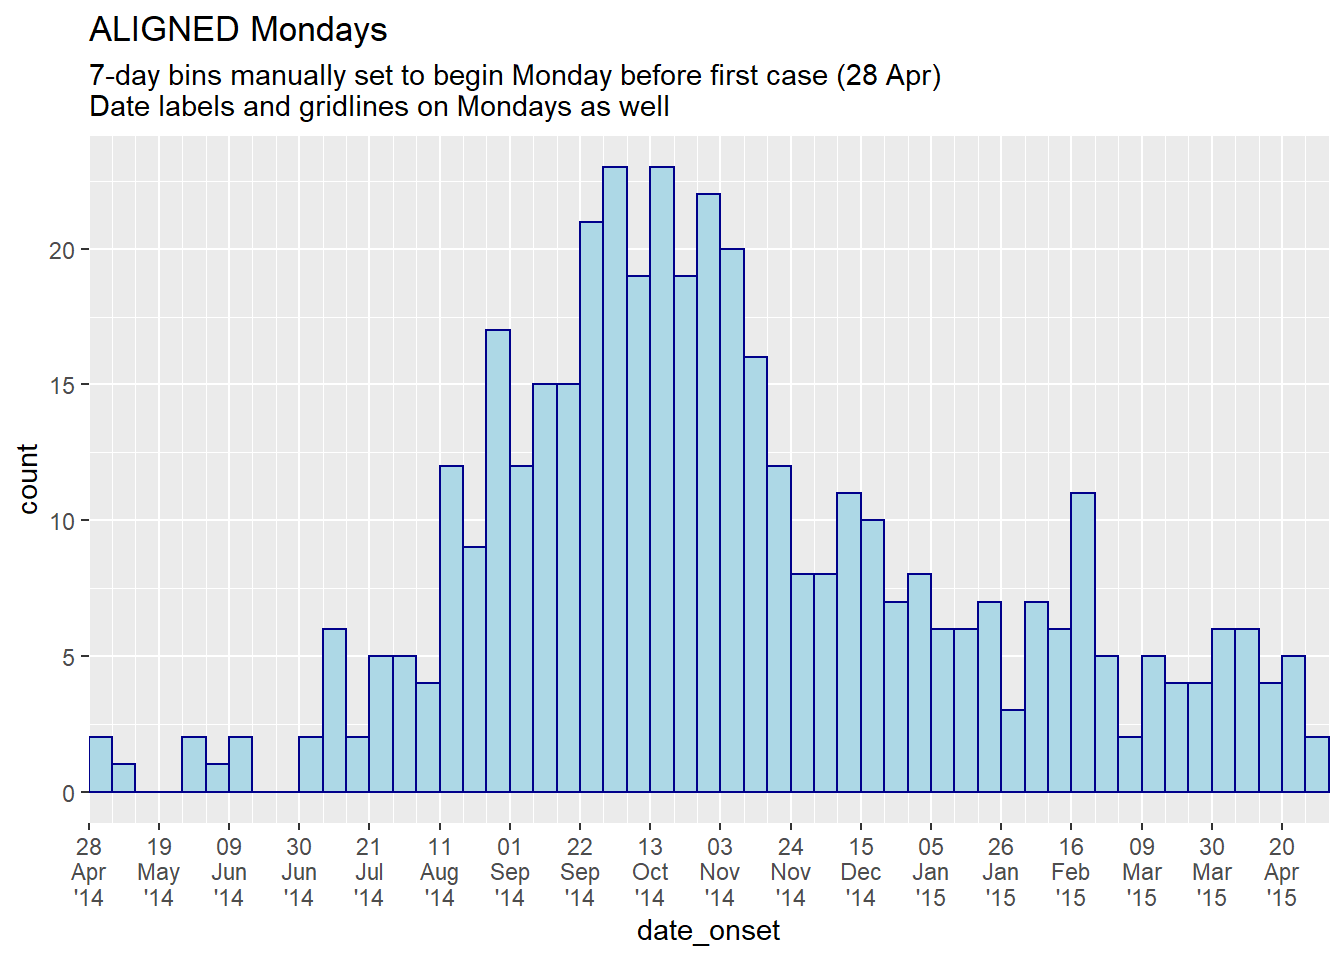 ALIGNED Mondays
7-day bins manually set to begin Monday before first case (28 Apr)
Date labels and gridlines on Mondays as well
count
20
15
10
5
0
28 19 09 30 21 11 01 22 13 03 24 15 05 26 16 09 30 20
Apr May Jun Jun Jul Aug Sep Sep Oct Nov Nov Dec Jan Jan Feb Mar Mar Apr
'14 '14 '14 '14 '14 '14 '14 '14 '14 '14 '14 '14 '15 '15 '15 '15 '15 '15
date_onset